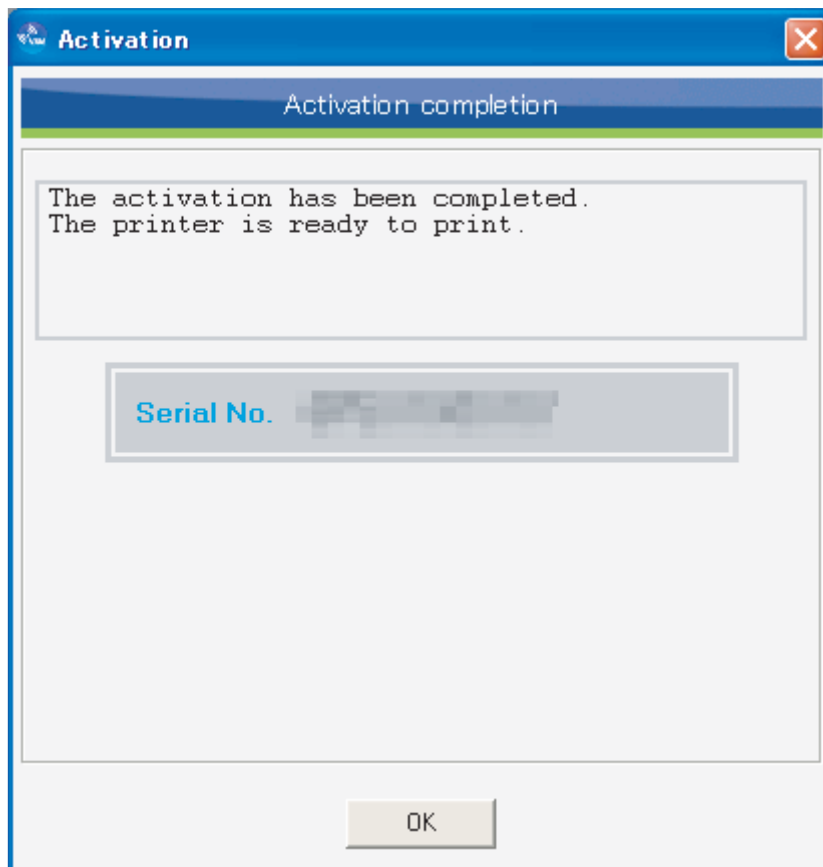 Activation
Activation completion
The activation has been completed.
The printer is ready to print.
Serial No.
OK